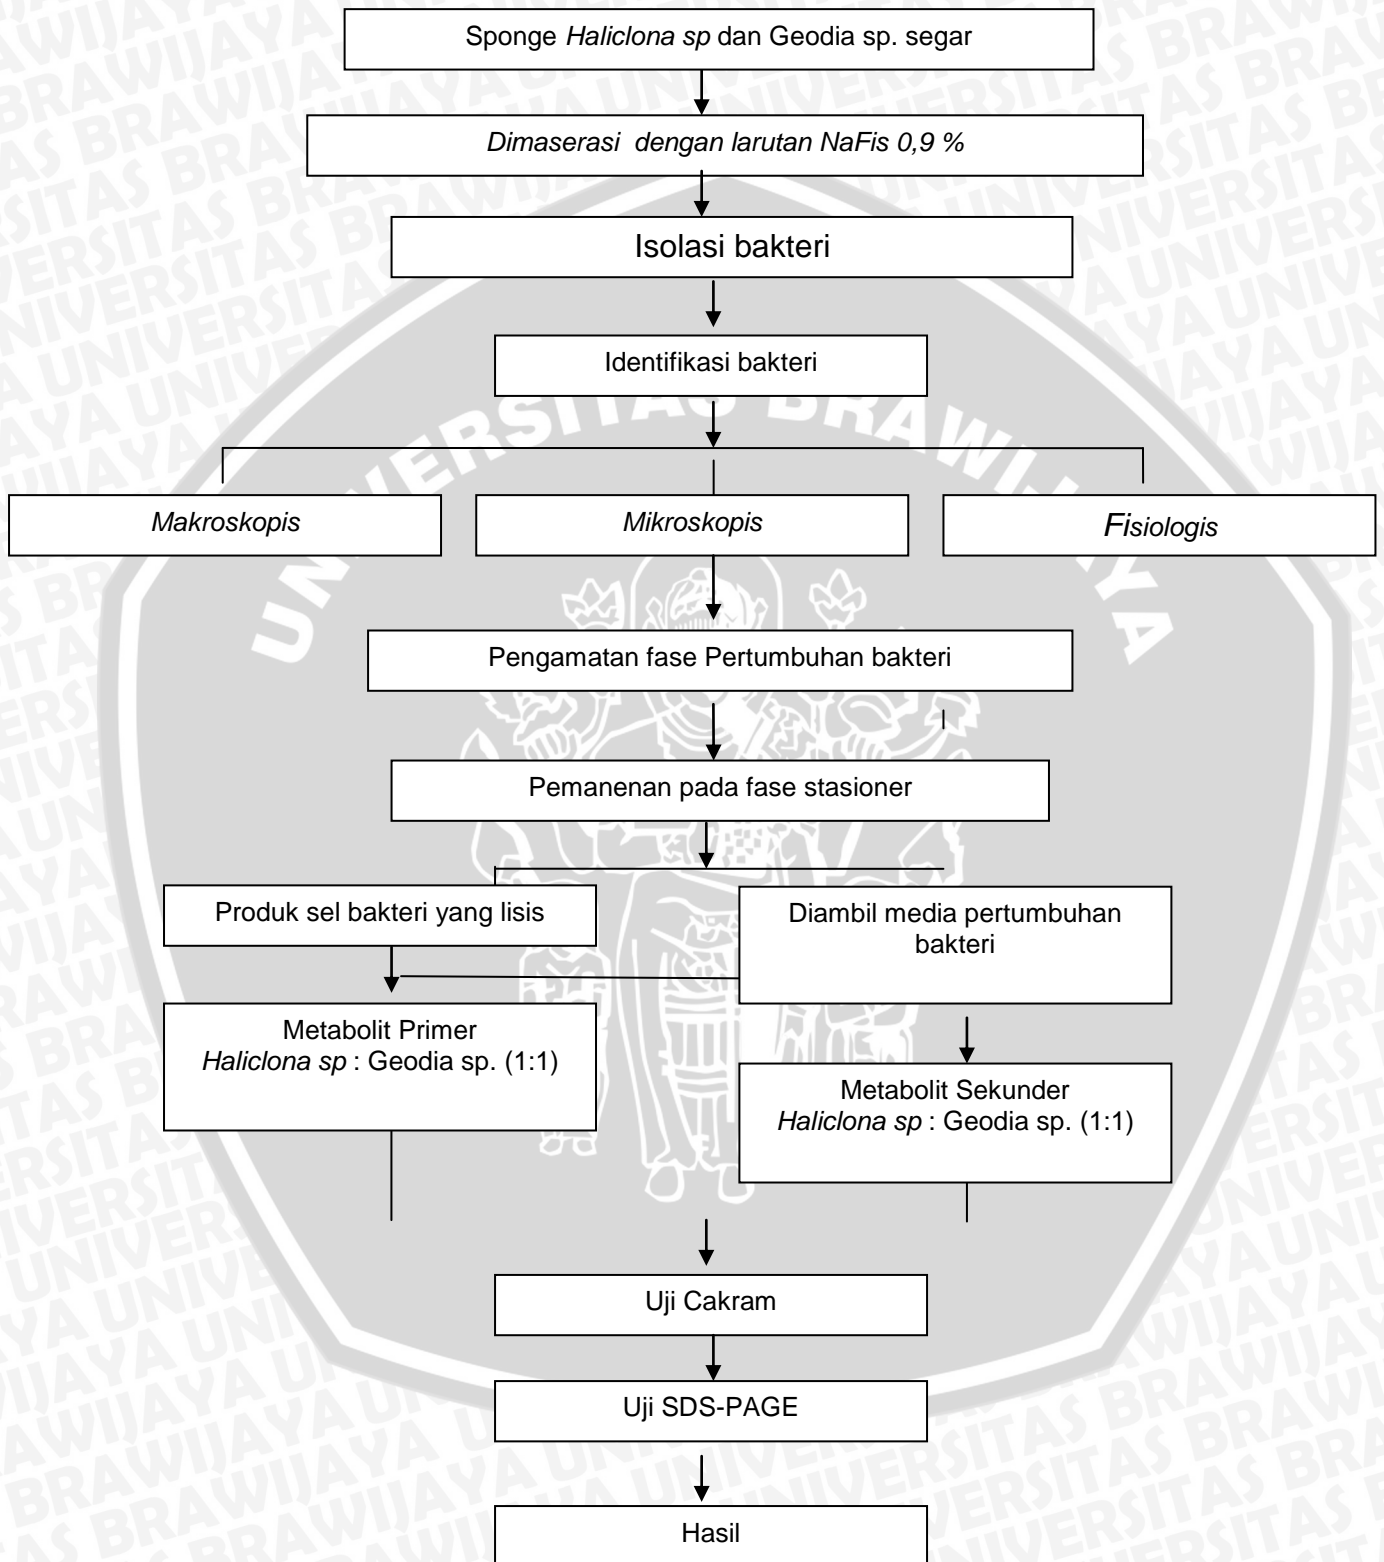 Sponge Haliclona sp dan Geodia sp. segar
Dimaserasi dengan larutan NaFis 0,9 %
Isolasi bakteri
Identifikasi bakteri
UNIVERSITAS BRAWIJAYA
Makroskopis
Mikroskopis
Fisiologis
Pengamatan fase Pertumbuhan bakteri
Pemanenan pada fase stasioner
Produk sel bakteri yang lisis
Diambil media pertumbuhan
bakteri
Metabolit Primer
Haliclona sp : Geodia sp. (1:1)
Metabolit Sekunder
Haliclona sp : Geodia sp. (1:1)
Uji Cakram
Uji SDS-PAGE
Hasil